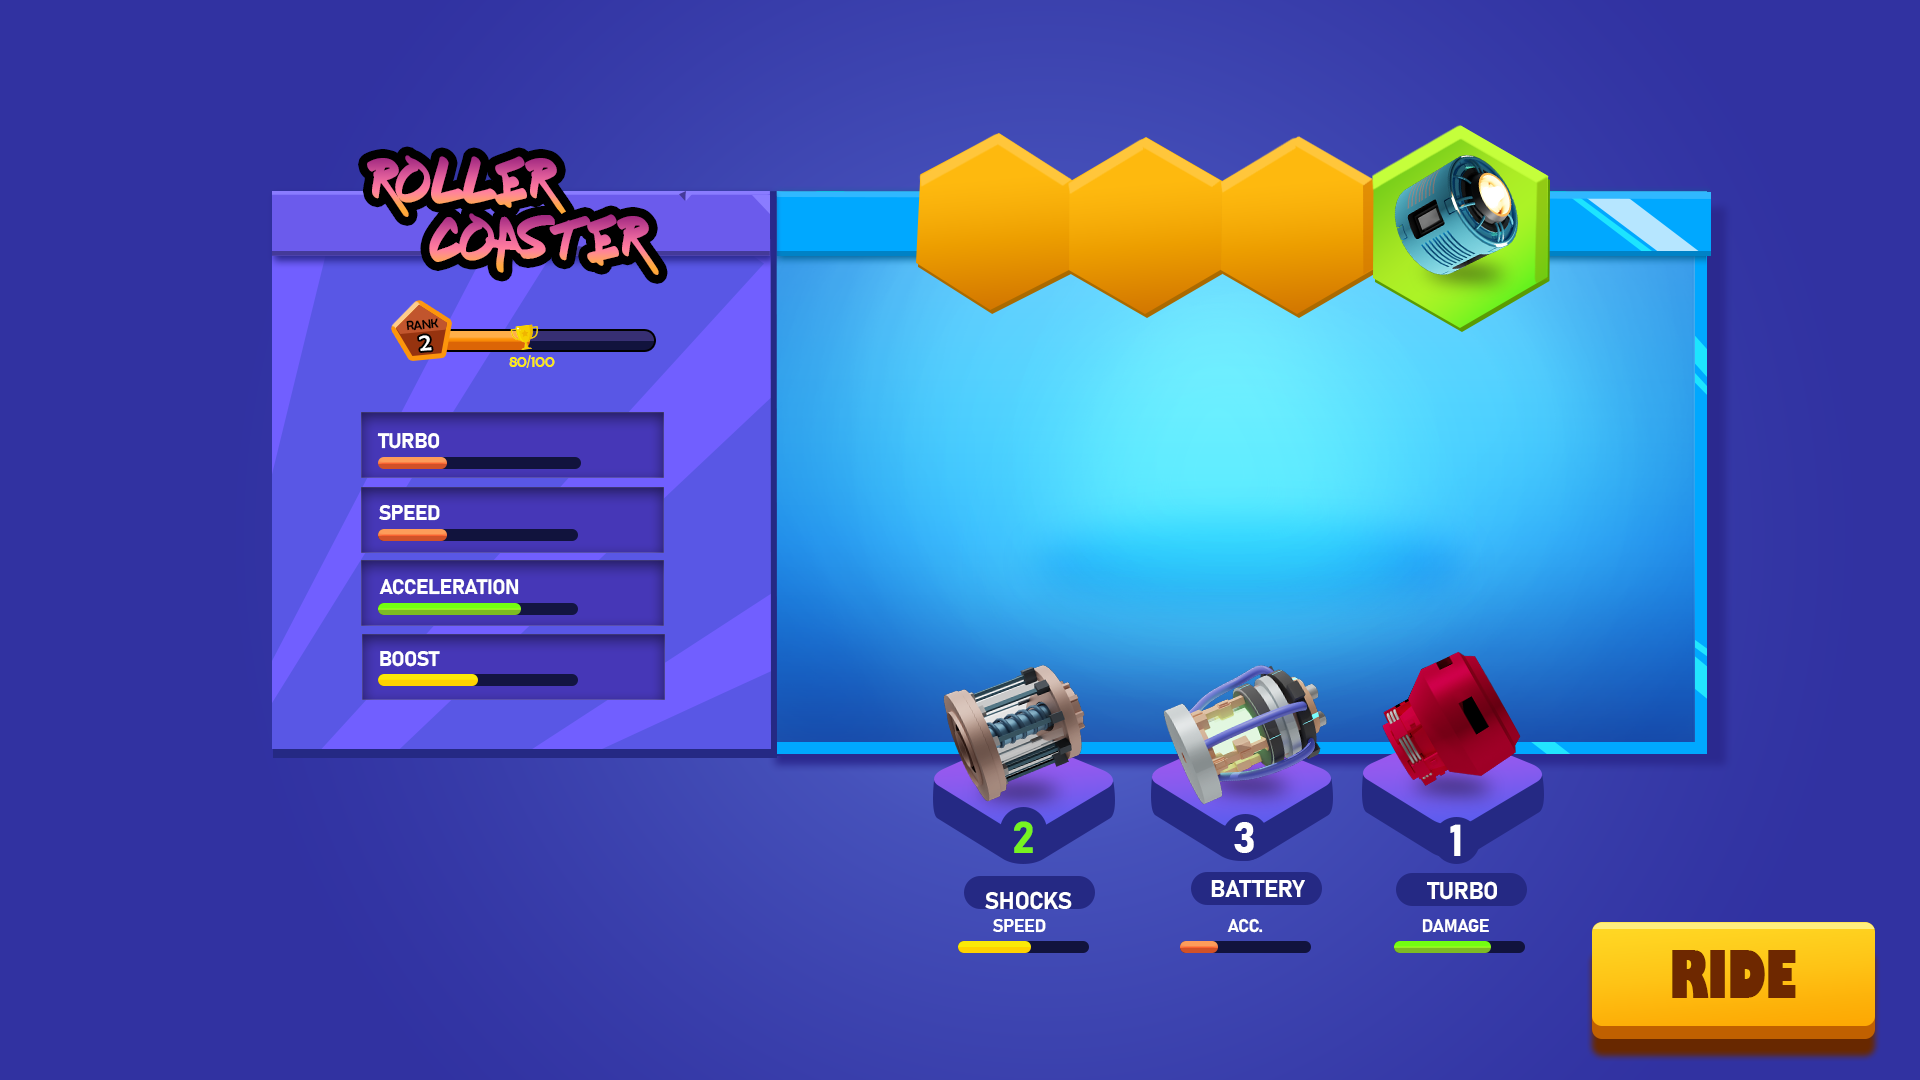 ROLLER
COASTER
RANK
2
80/100
TURBO
SPEED
ACCELERATION
BOOST
2
SHOCKS
SPEED
3
BATTERY
ACC.
1
TURBO
DAMAGE
RIDE